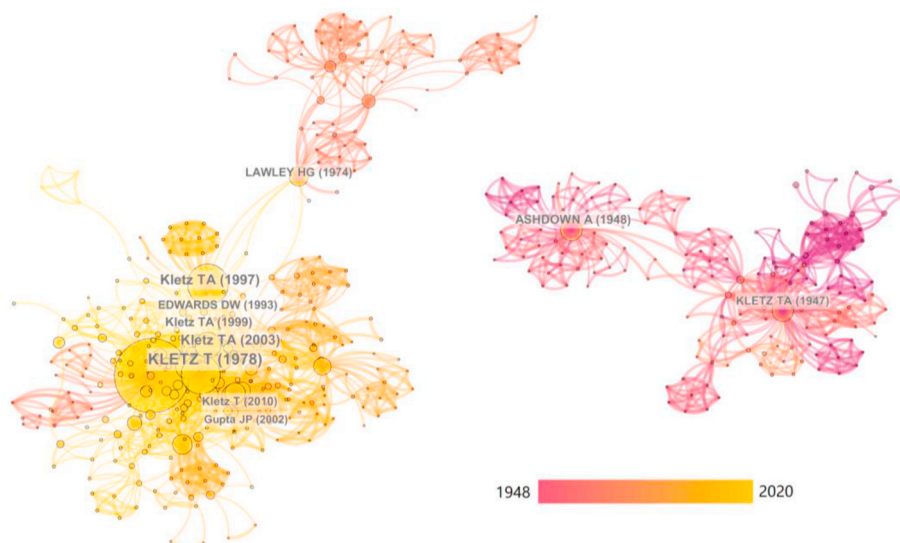 LAWLEY HG (1974)
ASHDOWN A (1948)
Kletz TA (1997)
EDWARDS DW (1993)
KLETZ TA (1947)
Kletz TA (1999)
Kletz TA (2003)
KLETZ T (1978)
Kletz T (2010)
Gupta JP (2002)
1948
2020